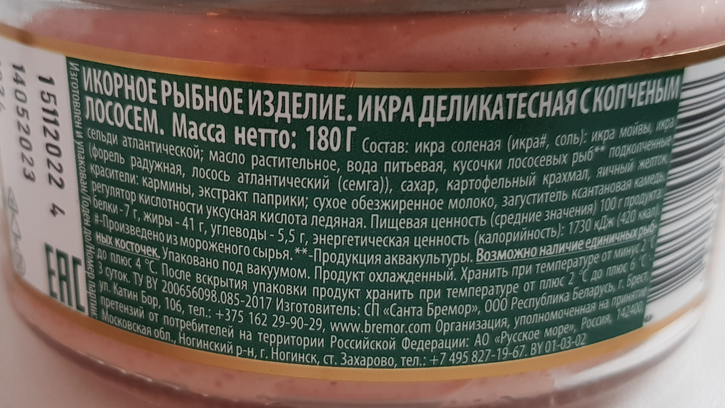 ИКОРНОЕ РЫБНОЕ ИЗДЕЛИЕ. ИКРА ДЕЛИКАТЕСНАЯ С КОПЧЕНЫМ
ЛОСОСЕМ. Масса нетто: 180 Г Состав: икра соленая (икра#, соль): икра мойвы, икра
сельди атлантической; масло растительное, вода питьевая, кусочки лососевых рыб** подкопченные
(форель радужная, лосось атлантический (семга)), сахар, картофельный крахмал, яичный желток,
красители: кармины, экстракт паприки; сухое обезжиренное молоко, загуститель ксантановая камедь,
регулятор кислотности уксусная кислота ледяная. Пищевая ценность (средние значения) 100 г продукта:
белки - 7 г, жиры - 41 г, углеводы - 5,5 г, энергетическая ценность (калорийность): 1730 кДж (420 ккал).
#-Произведено из мороженого сырья. **-Продукция аквакультуры. Возможно наличие единичных рыб-
ных косточек. Упаковано под вакуумом. Продукт охлажденный. Хранить при температуре от минус 2 °С
до плюс 4 °С. После вскрытия упаковки продукт хранить при температуре от плюс 2 °С до плюс 6 °С
3 суток. ТУ BY 200656098.085-2017 Изготовитель: СП «Санта Бремор», ООО Республика Беларусь, г. Брест,
ул. Катин Бор, 106, тел.: +375 162 29-90-29, www.bremor.com Организация, уполномоченная на принятие
претензий от потребителей на территории Российской Федерации: АО «Русское море», Россия, 142400,
Московская обл., Ногинский р-н, г. Ногинск, ст. Захарово, тел.: +7 495 827-19-67. BY 01-03-02
Изготовлен и упакован
Годен до
Номер партии
15112022 4
14052023
EAC